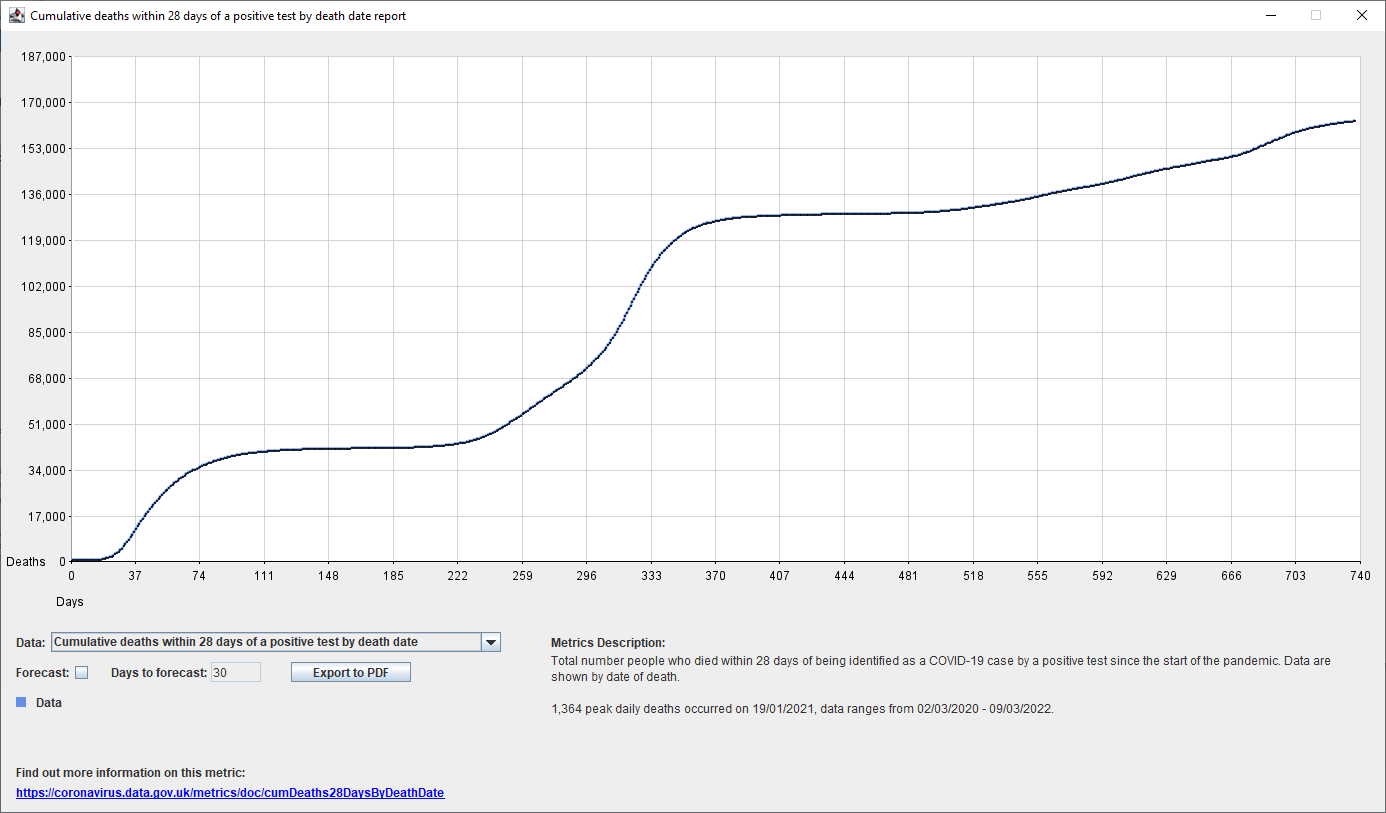 Cumulative deaths within 28 days of a positive test by death date report
187,000
170,000
153,000
136,000
119,000
102,000
85,000
68,000
51,000
34,000
17,000
Deaths 0
0 37 74 111 148 185 222 259 296 333 370 407 444 481 518 555 592 629 666 703 740
Days
Data: Cumulative deaths within 28 days of a positive test by death date
Forecast: Days to forecast: 30 Export to PDF
Data
Metrics Description:
Total number people who died within 28 days of being identified as a COVID-19 case by a positive test since the start of the pandemic. Data are
shown by date of death.
1,364 peak daily deaths occurred on 19/01/2021, data ranges from 02/03/2020 - 09/03/2022.
Find out more information on this metric:
https://coronavirus.data.gov.uk/metrics/doc/cumDeaths28DaysByDeathDate